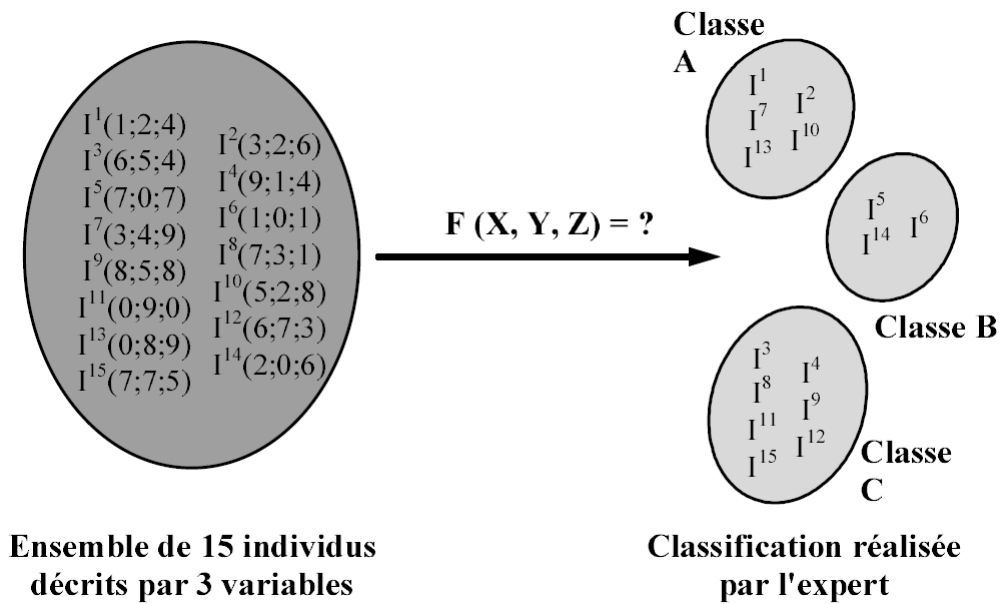 I¹(1;2;4)
I³(6;5;4)
I⁵(7;0;7)
I⁷(3;4;9)
I⁹(8;5;8)
I¹¹(0;9;0)
I¹³(0;8;9)
I¹⁵(7;7;5)
I²(3;2;6)
I⁴(9;1;4)
I⁶(1;0;1)
I⁸(7;3;1)
I¹⁰(5;2;8)
I¹²(6;7;3)
I¹⁴(2;0;6)
F (X, Y, Z) = ?
Classe
A
I¹
I⁷
I¹³
I²
I¹⁰
I⁵
I¹⁴
I⁶
Classe B
I³
I⁸
I¹¹
I¹⁵
I⁴
I⁹
I¹²
Classe
C
Ensemble de 15 individus
décrits par 3 variables
Classification réalisée
par l'expert